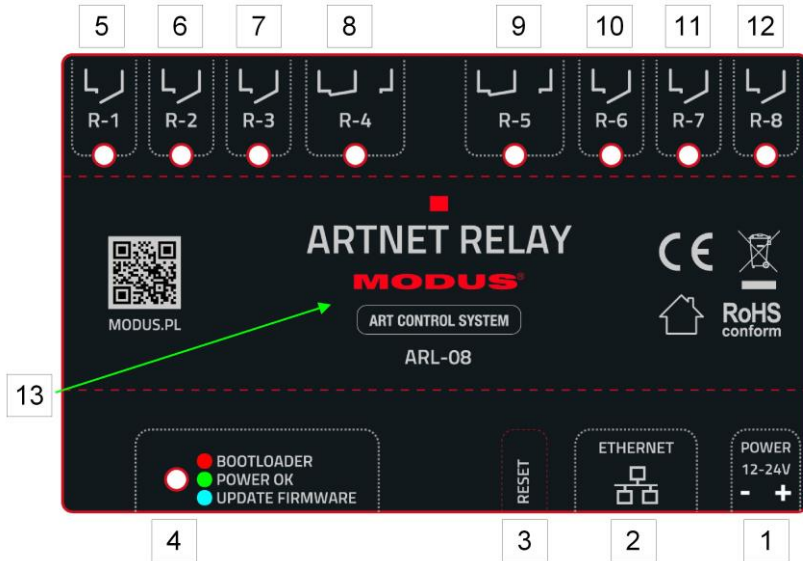 5 6 7 8 9 10 11 12
R-1 R-2 R-3 R-4 R-5 R-6 R-7 R-8
ARTNET RELAY
MODUS®
ART CONTROL SYSTEM
ARL-08
MODUS.PL
CE
RoHS
conform
13
BOOTLOADER
POWER OK
UPDATE FIRMWARE
RESET
ETHERNET
POWER
12-24V
- +
4 3 2 1